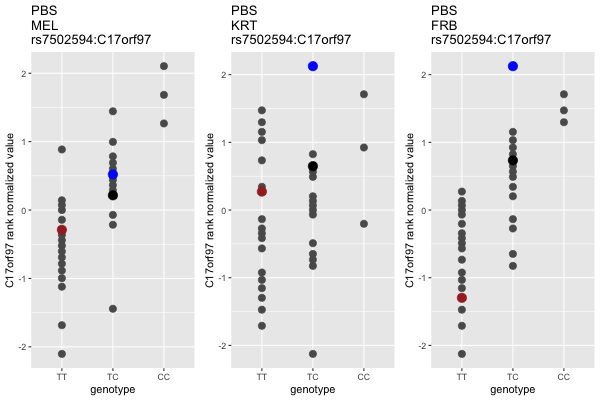 PBS
MEL
rs7502594:C17orf97
C17orf97 rank normalized value
2
1
0
-1
-2
TT
TC
CC
genotype
PBS
KRT
rs7502594:C17orf97
C17orf97 rank normalized value
2
1
0
-1
-2
TT
TC
CC
genotype
PBS
FRB
rs7502594:C17orf97
C17orf97 rank normalized value
2
1
0
-1
-2
TT
TC
CC
genotype